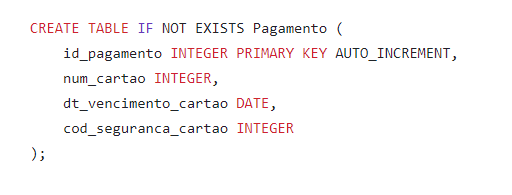 CREATE TABLE IF NOT EXISTS Pagamento (
    id_pagamento INTEGER PRIMARY KEY AUTO_INCREMENT,
    num_cartao INTEGER,
    dt_vencimento_cartao DATE,
    cod_seguranca_cartao INTEGER
);